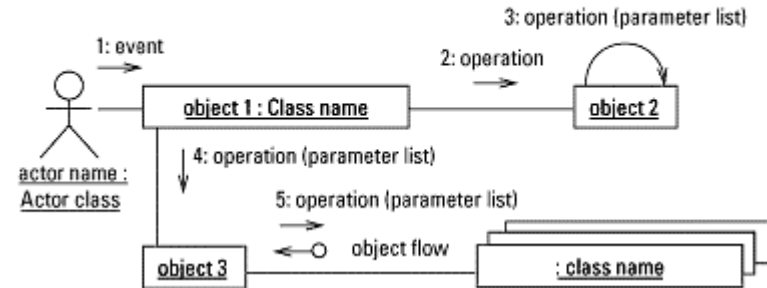 3: operation (parameter list)
1: event
2: operation
object 1 : Class name
object 2
actor name :
Actor class
4: operation (parameter list)
5: operation (parameter list)
object flow
object 3
: class name